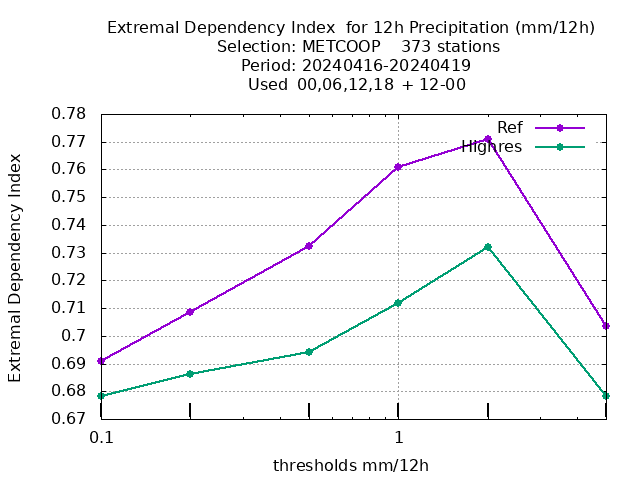 Extremal Dependency Index  for 12h Precipitation (mm/12h)
Selection: METCOOP    373 stations
Period: 20240416-20240419
Used  00,06,12,18  + 12-00
Ref
Highres
0.78
0.77
0.76
0.75
0.74
0.73
0.72
0.71
0.7
0.69
0.68
0.67
Extremal Dependency Index
0.1
1
thresholds mm/12h